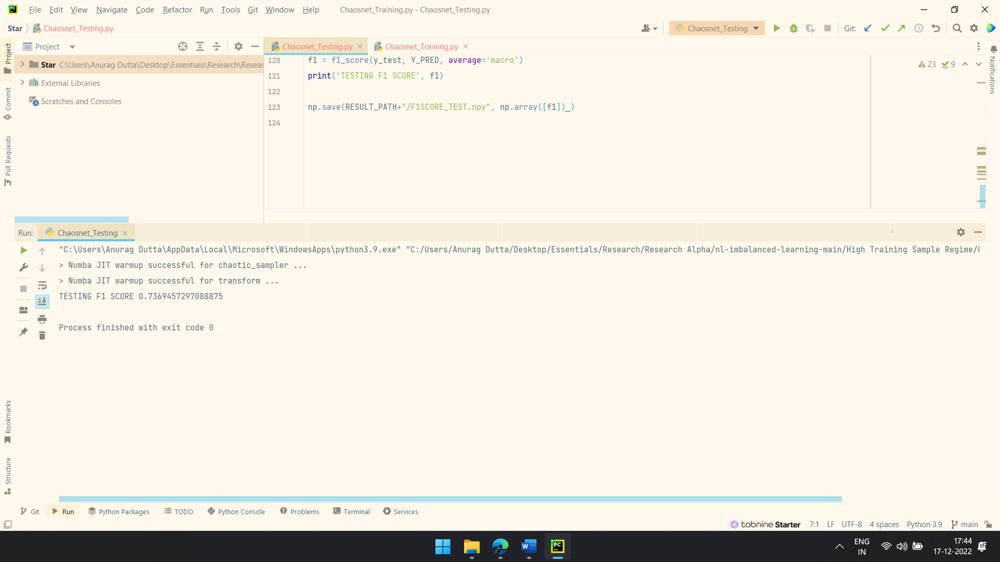 PC File Edit View Navigate Code Refactor Run Tools Git Window Help Chaosnet_Training.py - Chaosnet_Testing.py
Star Chaosnet_Testing.py Chaosnet_Testing Git:
Project Chaosnet_Testing.py Chaosnet_Training.py
Project
Commit
Pull Requests
Bookmarks
Structure
Notifications
Star C:\Users\Anurag Dutta\Desktop\Essentials\Research\Resear
External Libraries
Scratches and Consoles
23 9
120 f1 = f1_score(y_test, Y_PRED, average='macro')
121 print('TESTING F1 SCORE', f1)
122
123 np.save(RESULT_PATH+"/F1SCORE_TEST.npy", np.array([f1])_)
124
Run: Chaosnet_Testing
"C:\Users\Anurag Dutta\AppData\Local\Microsoft\WindowsApps\python3.9.exe" "C:/Users/Anurag Dutta/Desktop/Essentials/Research/Research Alpha/nl-imbalanced-learning-main/High Training Sample Regime/
> Numba JIT warmup successful for chaotic_sampler ...
> Numba JIT warmup successful for transform ...
TESTING F1 SCORE 0.7369457297088875
Process finished with exit code 0
Git Run Python Packages TODO Python Console Problems Terminal Services
tabnine Starter 7:1 LF UTF-8 4 spaces Python 3.9 main
W PC
ENG
IN
17:44
17-12-2022